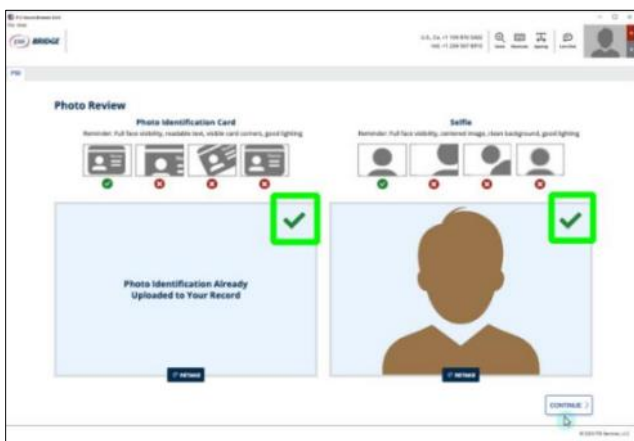 PSI BRIDGE
PSI
Photo Review
Photo Identification Card
Reminder: Full face visibility, readable text, visible card corners, good lighting
Selfie
Reminder: Full face visibility, centered image, clean background, good lighting
Photo Identification Already
Uploaded to Your Record
RETAKE
RETAKE
CONTINUE